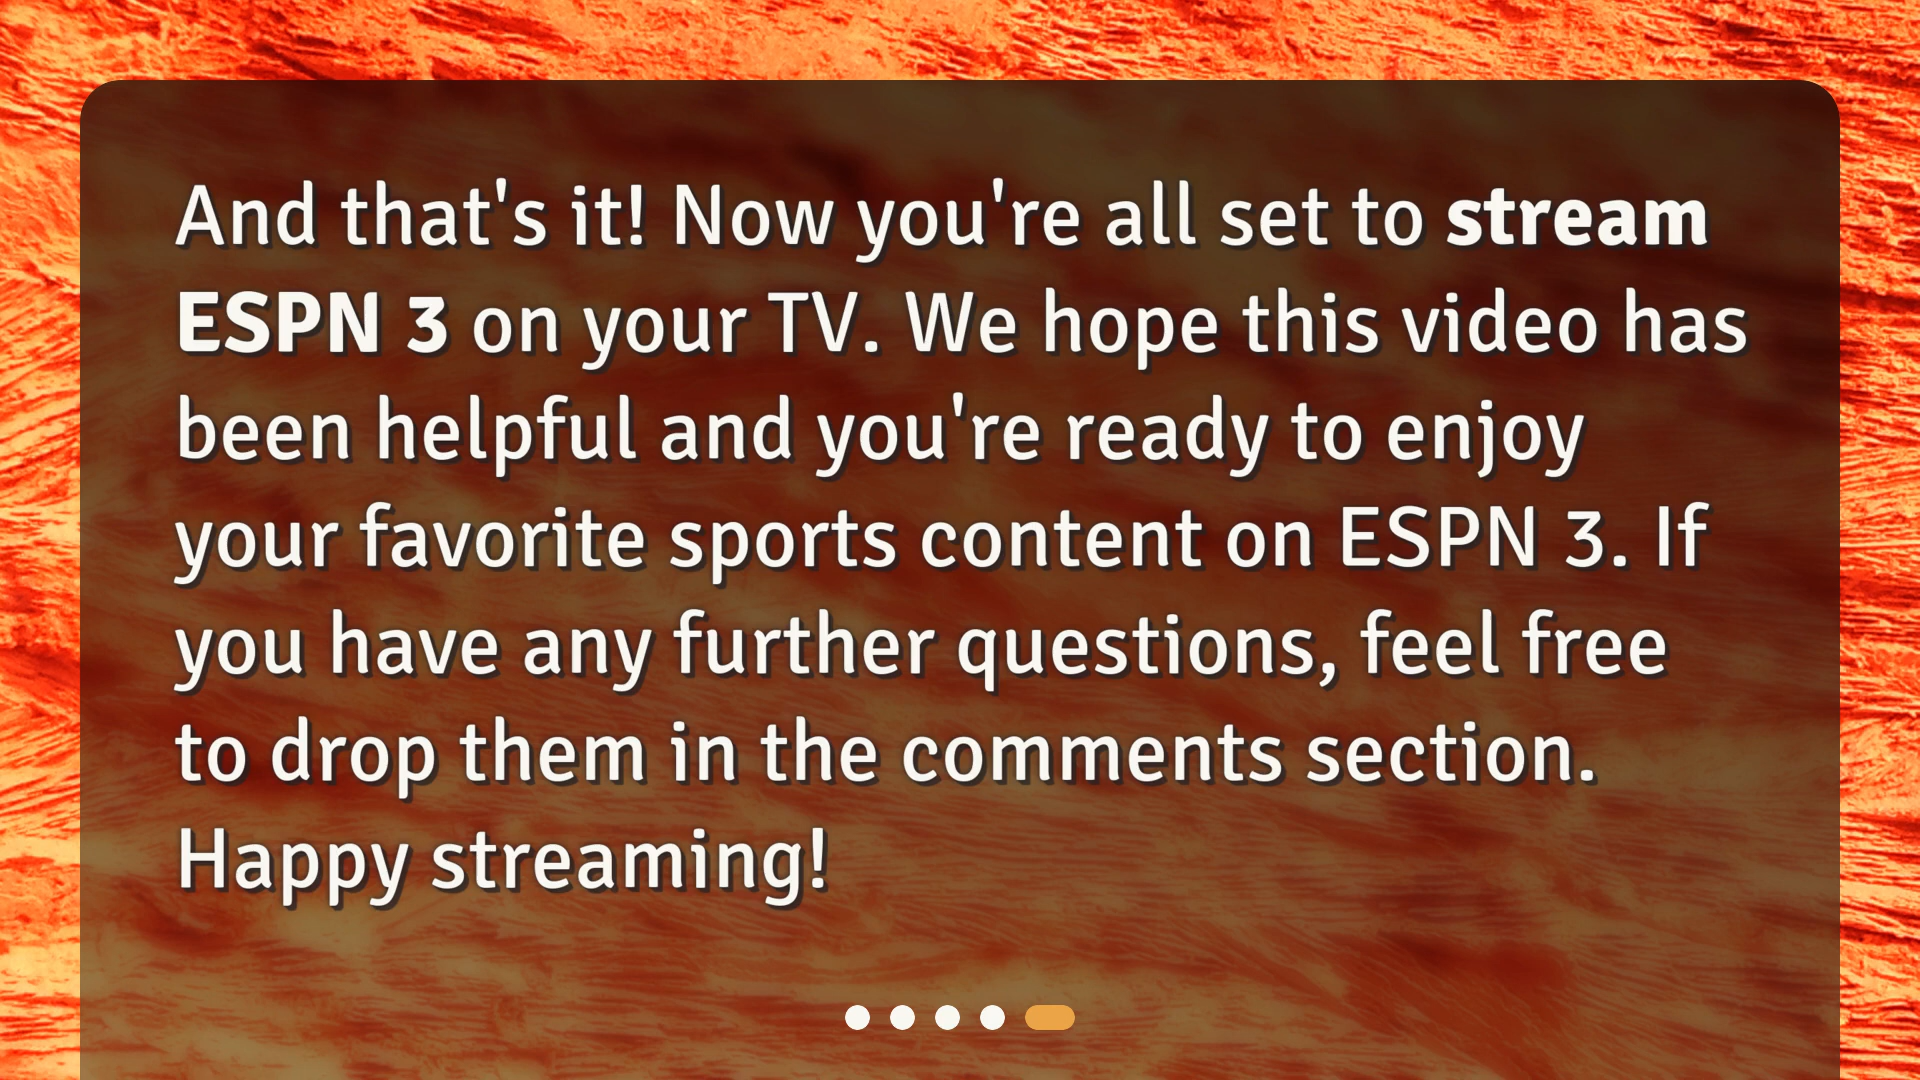 And that's it! Now you're all set to stream
ESPN 3 on your TV. We hope this video has
been helpful and you're ready to enjoy
your favorite sports content on ESPN 3. If
you have any further questions, feel free
to drop them in the comments section.
Happy streaming!